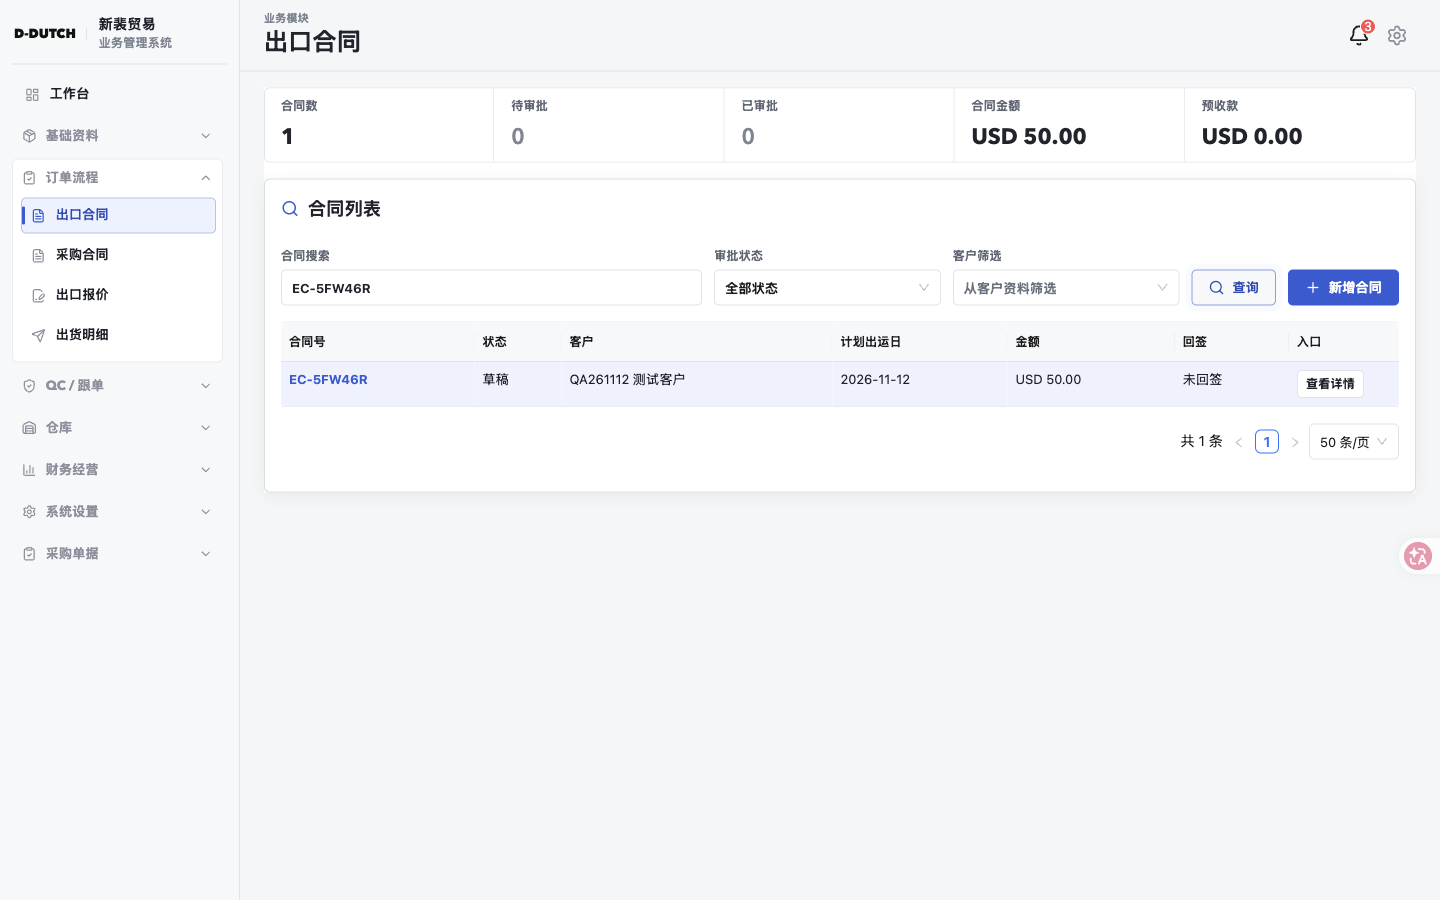 D-DUTCH
新裴贸易
业务管理系统
工作台
基础资料
订单流程
出口合同
采购合同
出口报价
出货明细
QC / 跟单
仓库
财务经营
系统设置
采购单据
业务模块
出口合同
3
合同数
1
待审批
0
已审批
0
合同金额
USD 50.00
预收款
USD 0.00
合同列表
合同搜索
审批状态
客户筛选
EC-5FW46R
全部状态
从客户资料筛选
查询
新增合同
合同号 状态 客户 计划出运日 金额 回签 入口
EC-5FW46R 草稿 QA261112 测试客户 2026-11-12 USD 50.00 未回签 查看详情
共 1 条 1 50 条/页